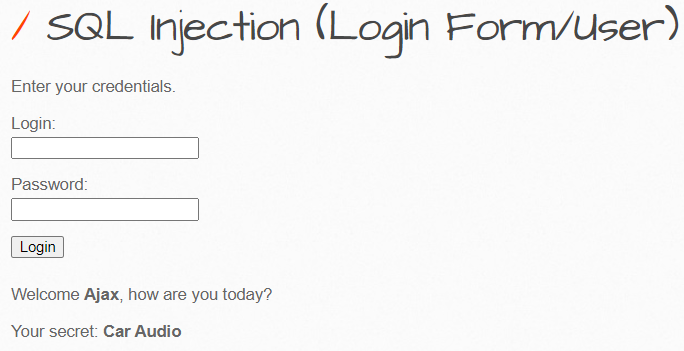 / SQL Injection (Login Form/User)
Enter your credentials.
Login:
Password:
Login
Welcome Ajax, how are you today?
Your secret: Car Audio